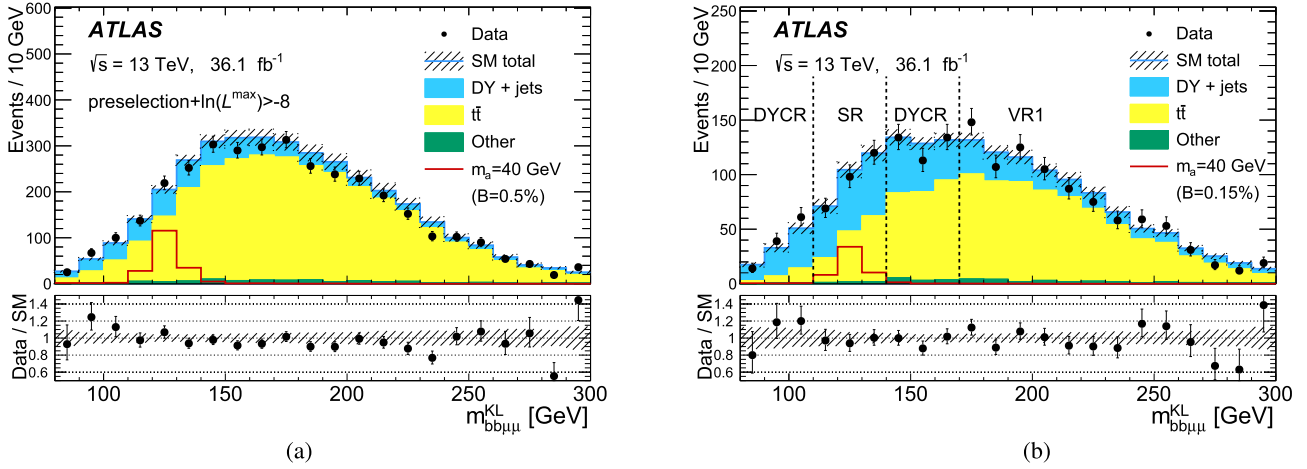 Events / 10 GeV
600
500
400
300
200
100
0
ATLAS
√s = 13 TeV, 36.1 fb⁻¹
preselection+ln(L^max)>-8
Data
SM total
DY + jets
tt̄
Other
mₐ=40 GeV
(B=0.5%)
Data / SM
1.4
1.2
1
0.8
0.6
100 150 200 250 300
m^KL_bbμμ [GeV]
(a)
Events / 10 GeV
250
200
150
100
50
0
ATLAS
√s = 13 TeV, 36.1 fb⁻¹
DYCR SR DYCR VR1
Data
SM total
DY + jets
tt̄
Other
mₐ=40 GeV
(B=0.15%)
Data / SM
1.4
1.2
1
0.8
0.6
100 150 200 250 300
m^KL_bbμμ [GeV]
(b)